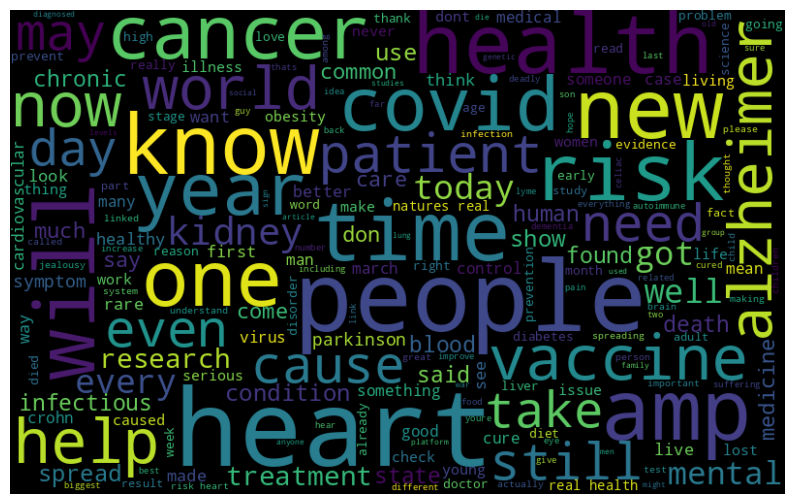 diagnosed
die
problem
old
going
may
cancer
health
high
love
among
thank
dont
medical
never
read
last
science
sure
prevent
really
thats
use
genetic
deadly
chronic
illness
common
think
someone
case
living
now
world
covid
new
alzheimer
social
studies
stage
want
guy
idea
far
age
son
evidence
please
levels
obesity
back
infection
hope
women
day
know
patient
risk
thought
look
part
better
care
early
celiac
cardiovascular
thing
many
linked
word
make
today
lyme
study
everything
autoimmune
year
sign
natures real
human
need
fact
called
healthy
article
dementia
group
will
much
increase
reason
first
kidney
don
time
show
lung
found
got
life
child
say
number
man
march
right
control
month
used
cured
mean
symptom
work
system
rare
including
one
people
prevention
well
related
children
jealousy
understand
come
disorder
link
pain
brain
making
way
even
virus
parkinson
blood
diabetes
two
death
spreading
adult
died
research
cause
great
see
vaccine
person
family
every
serious
said
improve
liver
issue
important
suffering
infectious
condition
something
war
food
youre
take
amp
medicine
crohn
caused
heart
already
good
hear
cure
diet
eye
men
live
lost
help
week
anyone
check
platform
still
give
test
spread
made
treatment
state
young
doctor
mental
biggest
result
best
risk heart
different
actually
real health
might